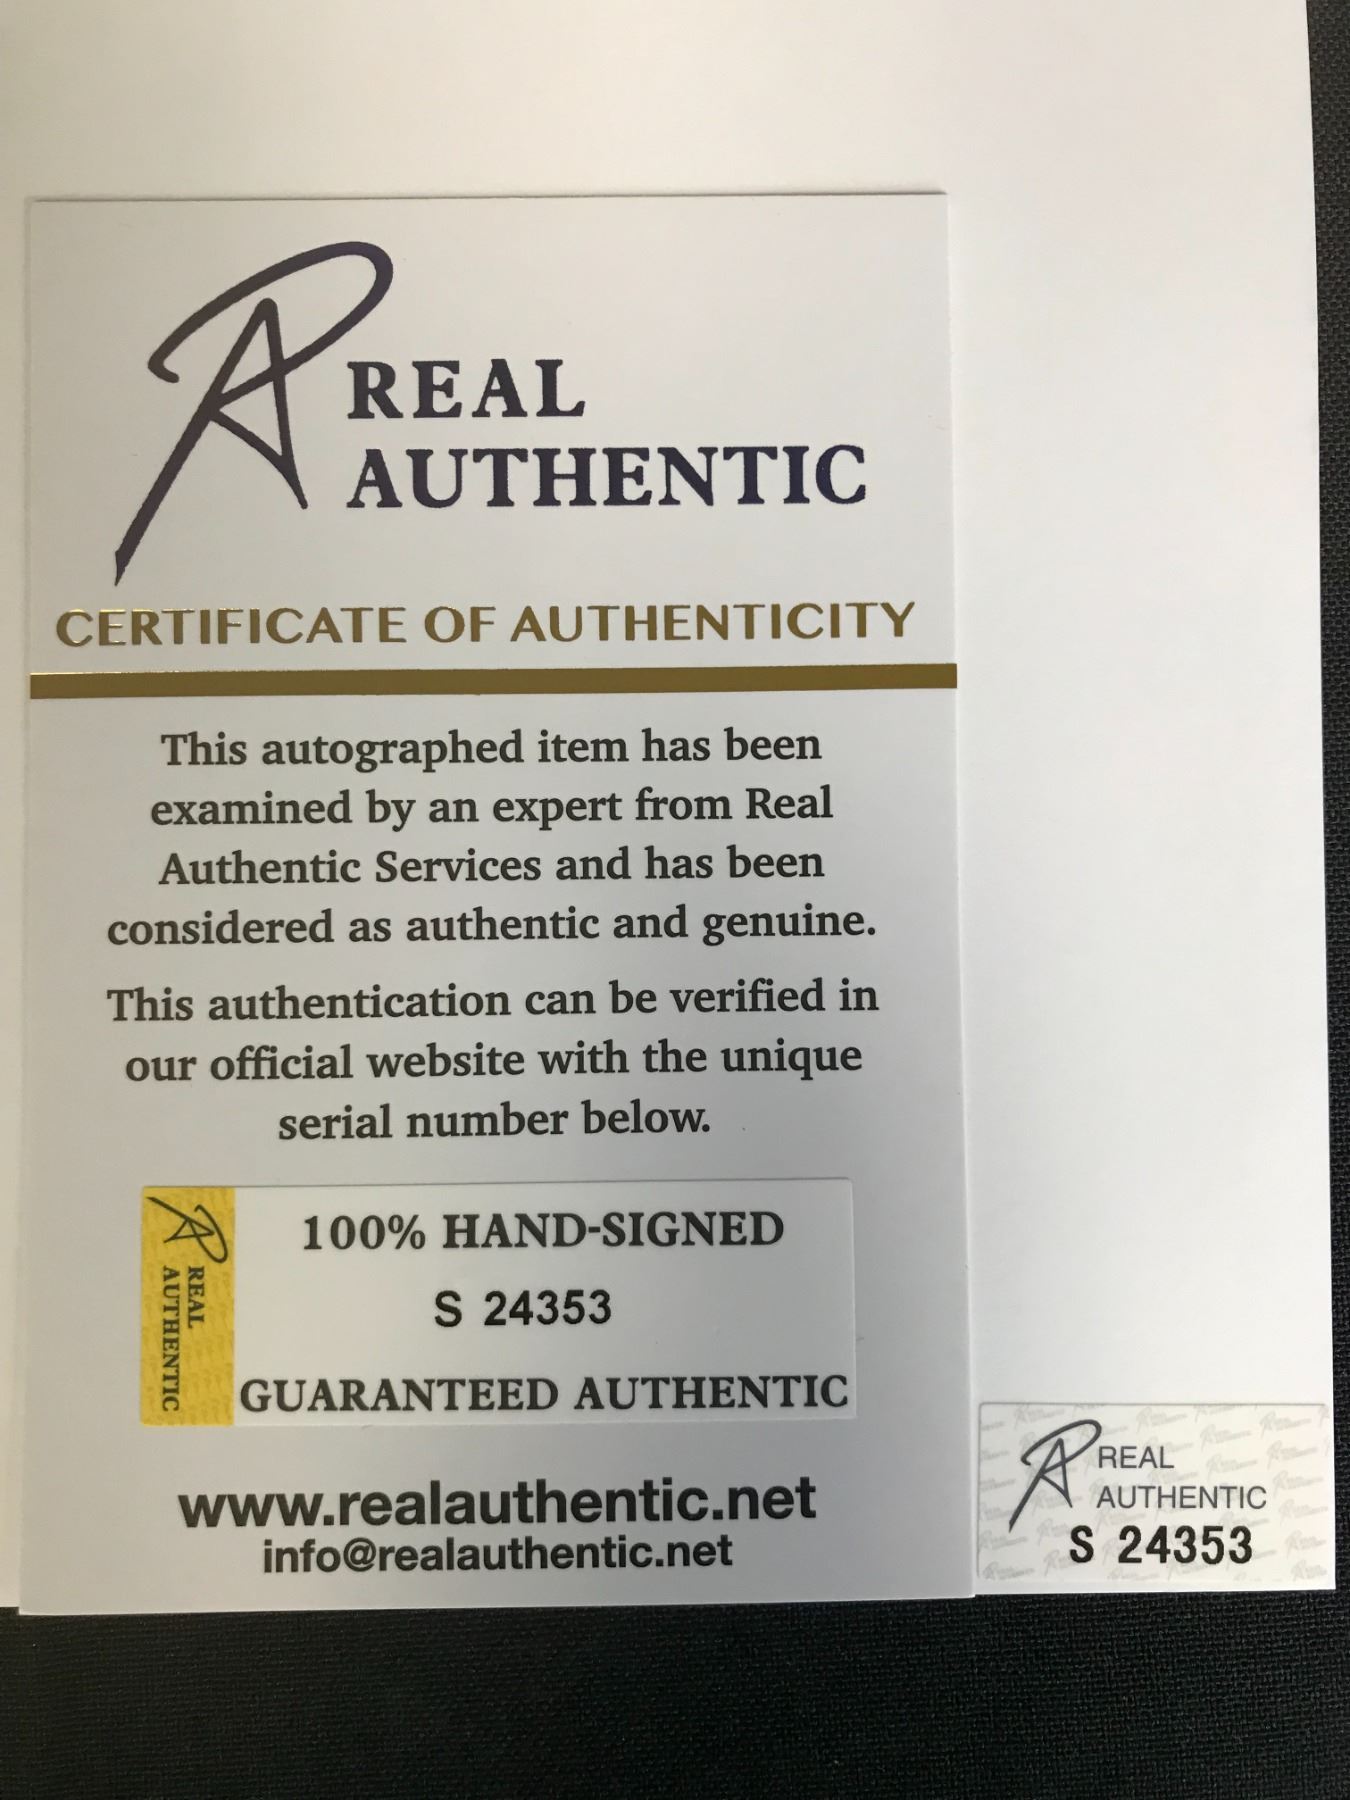 REAL
AUTHENTIC
CERTIFICATE OF AUTHENTICITY
This autographed item has been
examined by an expert from Real
Authentic Services and has been
considered as authentic and genuine.
This authentication can be verified in
our official website with the unique
serial number below.
REAL
AUTHENTIC
100% HAND-SIGNED
S 24353
GUARANTEED AUTHENTIC
www.realauthentic.net
info@realauthentic.net
REAL
AUTHENTIC
S 24353